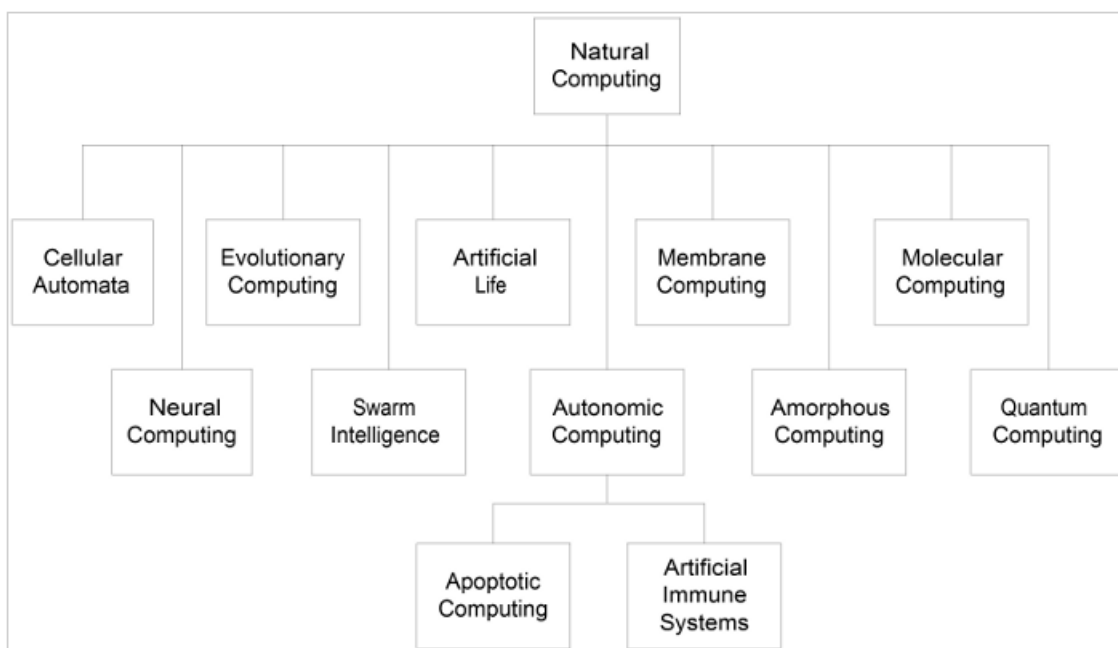 Natural
Computing
Cellular
Automata
Evolutionary
Computing
Artificial
Life
Membrane
Computing
Molecular
Computing
Neural
Computing
Swarm
Intelligence
Autonomic
Computing
Amorphous
Computing
Quantum
Computing
Apoptotic
Computing
Artificial
Immune
Systems